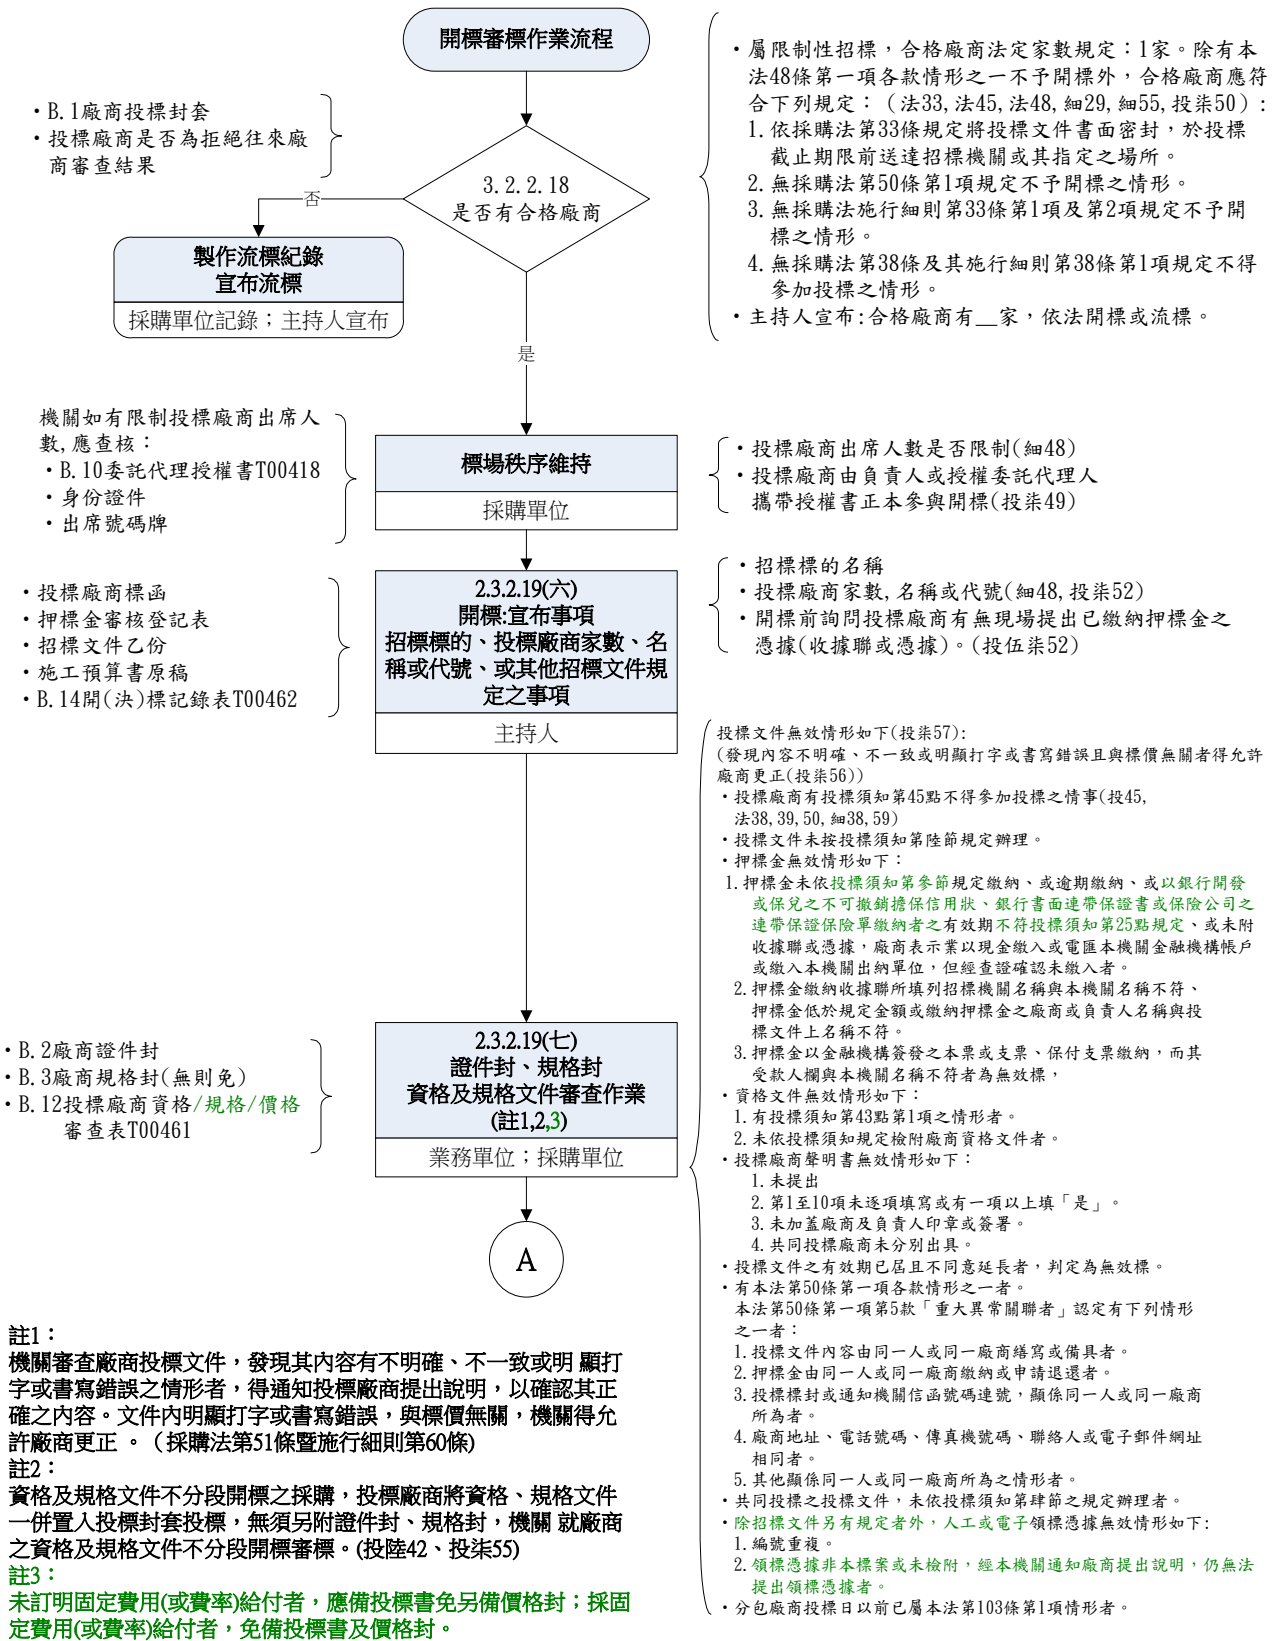 開標審標作業流程
・B.1廠商投標封套
・投標廠商是否為拒絕往來廠
商審查結果
3.2.2.18
是否有合格廠商
否
製作流標紀錄
宣布流標
採購單位記錄；主持人宣布
是
・屬限制性招標，合格廠商法定家數規定：1家。除有本
法48條第一項各款情形之一不予開標外，合格廠商應符
合下列規定：（法33,法45,法48,細29,細55,投柒50）:
1.依採購法第33條規定將投標文件書面密封，於投標
截止期限前送達招標機關或其指定之場所。
2.無採購法第50條第1項規定不予開標之情形。
3.無採購法施行細則第33條第1項及第2項規定不予開
標之情形。
4.無採購法第38條及其施行細則第38條第1項規定不得
參加投標之情形。
・主持人宣布:合格廠商有__家，依法開標或流標。
機關如有限制投標廠商出席人
數,應查核：
・B.10委託代理授權書T00418
・身份證件
・出席號碼牌
標場秩序維持
採購單位
・投標廠商出席人數是否限制(細48)
・投標廠商由負責人或授權委託代理人
攜帶授權書正本參與開標(投柒49)
・投標廠商標函
・押標金審核登記表
・招標文件乙份
・施工預算書原稿
・B.14開(決)標記錄表T00462
2.3.2.19(六)
開標:宣布事項
招標標的、投標廠商家數、名
稱或代號、或其他招標文件規
定之事項
主持人
・招標標的名稱
・投標廠商家數,名稱或代號(細48,投柒52)
・開標前詢問投標廠商有無現場提出已繳納押標金之
憑據(收據聯或憑據)。(投伍柒52)
・B.2廠商證件封
・B.3廠商規格封(無則免)
・B.12投標廠商資格/規格/價格
審查表T00461
2.3.2.19(七)
證件封、規格封
資格及規格文件審查作業
(註1,2,3)
業務單位；採購單位
A
投標文件無效情形如下(投柒57):
(發現內容不明確、不一致或明顯打字或書寫錯誤且與標價無關者得允許
廠商更正(投柒56))
・投標廠商有投標須知第45點不得參加投標之情事(投45,
法38,39,50,細38,59)
・投標文件未按投標須知第陸節規定辦理。
・押標金無效情形如下：
1.押標金未依投標須知第參節規定繳納、或逾期繳納、或以銀行開發
或保兌之不可撤銷擔保信用狀、銀行書面連帶保證書或保險公司之
連帶保證保險單繳納者之有效期不符投標須知第25點規定、或未附
收據聯或憑據，廠商表示業以現金繳入或電匯本機關金融機構帳戶
或繳入本機關出納單位，但經查證確認未繳入者。
2.押標金繳納收據聯所填列招標機關名稱與本機關名稱不符、
押標金低於規定金額或繳納押標金之廠商或負責人名稱與投
標文件上名稱不符。
3.押標金以金融機構簽發之本票或支票、保付支票繳納，而其
受款人欄與本機關名稱不符者為無效標，
・資格文件無效情形如下：
1.有投標須知第43點第1項之情形者。
2.未依投標須知規定檢附廠商資格文件者。
・投標廠商聲明書無效情形如下：
1.未提出
2.第1至10項未逐項填寫或有一項以上填「是」。
3.未加蓋廠商及負責人印章或簽署。
4.共同投標廠商未分別出具。
・投標文件之有效期已屆且不同意延長者，判定為無效標。
・有本法第50條第一項各款情形之一者。
本法第50條第一項第5款「重大異常關聯者」認定有下列情形
之一者：
1.投標文件內容由同一人或同一廠商繕寫或備具者。
2.押標金由同一人或同一廠商繳納或申請退還者。
3.投標標封或通知機關信函號碼連號，顯係同一人或同一廠商
所為者。
4.廠商地址、電話號碼、傳真機號碼、聯絡人或電子郵件網址
相同者。
5.其他顯係同一人或同一廠商所為之情形者。
・共同投標之投標文件，未依投標須知第肆節之規定辦理者。
・除招標文件另有規定者外，人工或電子領標憑據無效情形如下:
1.編號重複。
2.領標憑據非本標案或未檢附，經本機關通知廠商提出說明，仍無法
提出領標憑據者。
・分包廠商投標日以前已屬本法第103條第1項情形者。
註1：
機關審查廠商投標文件，發現其內容有不明確、不一致或明 顯打
字或書寫錯誤之情形者，得通知投標廠商提出說明，以確認其正
確之內容。文件內明顯打字或書寫錯誤，與標價無關，機關得允
許廠商更正 。（採購法第51條暨施行細則第60條)
註2：
資格及規格文件不分段開標之採購，投標廠商將資格、規格文件
一併置入投標封套投標，無須另附證件封、規格封，機關 就廠商
之資格及規格文件不分段開標審標。(投陸42、投柒55)
註3：
未訂明固定費用(或費率)給付者，應備投標書免另備價格封；採固
定費用(或費率)給付者，免備投標書及價格封。